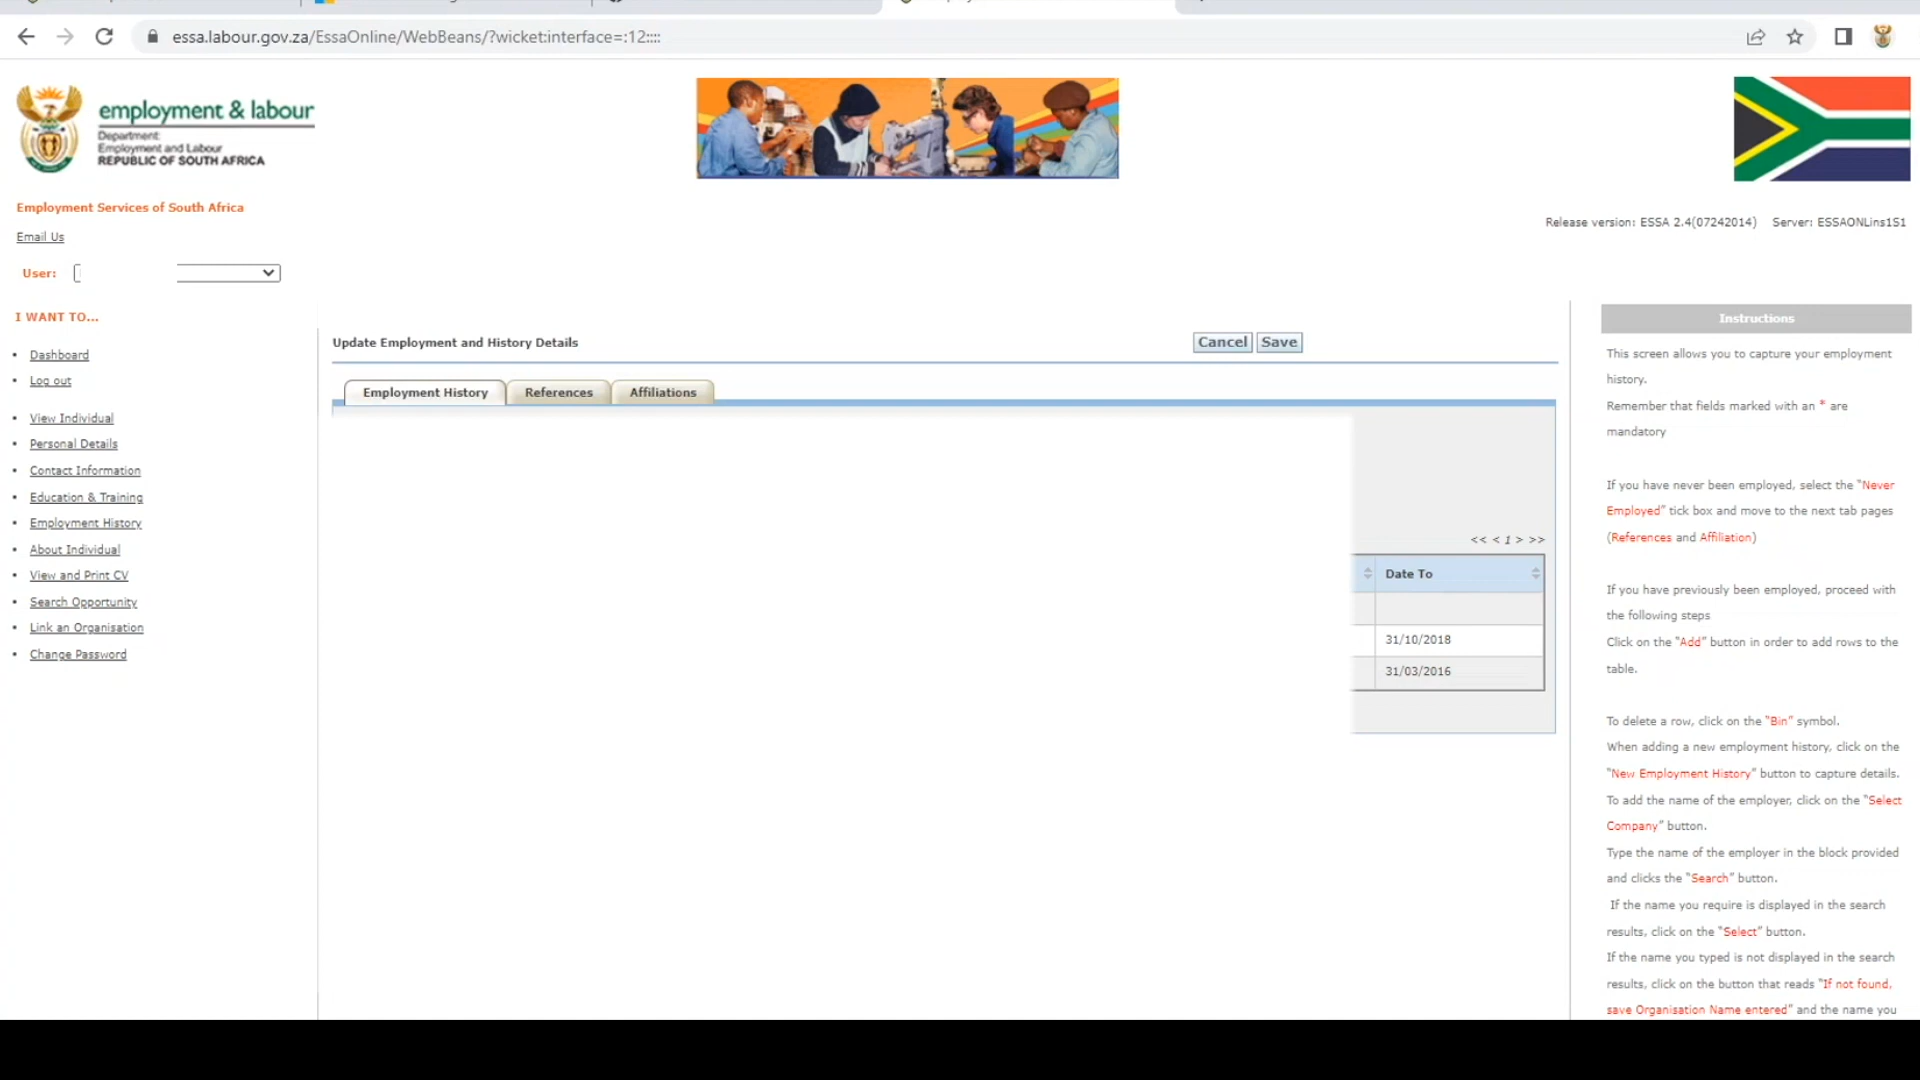 essa.labour.gov.za/EssaOnline/WebBeans/?wicket:interface=:12::::
employment & labour
Department:
Employment and Labour
REPUBLIC OF SOUTH AFRICA
Employment Services of South Africa
Release version: ESSA 2.4(07242014) Server: ESSAONLins1S1
Email Us
User:
I WANT TO...
Dashboard
Log out
View Individual
Personal Details
Contact Information
Education & Training
Employment History
About Individual
View and Print CV
Search Opportunity
Link an Organisation
Change Password
Update Employment and History Details
Cancel Save
Employment History References Affiliations
<< < 1 > >>
Date To
31/10/2018
31/03/2016
Instructions
This screen allows you to capture your employment
history.
Remember that fields marked with an * are
mandatory
If you have never been employed, select the "Never
Employed" tick box and move to the next tab pages
(References and Affiliation)
If you have previously been employed, proceed with
the following steps
Click on the "Add" button in order to add rows to the
table.
To delete a row, click on the "Bin" symbol.
When adding a new employment history, click on the
"New Employment History" button to capture details.
To add the name of the employer, click on the "Select
Company" button.
Type the name of the employer in the block provided
and clicks the "Search" button.
If the name you require is displayed in the search
results, click on the "Select" button.
If the name you typed is not displayed in the search
results, click on the button that reads "If not found,
save Organisation Name entered" and the name you